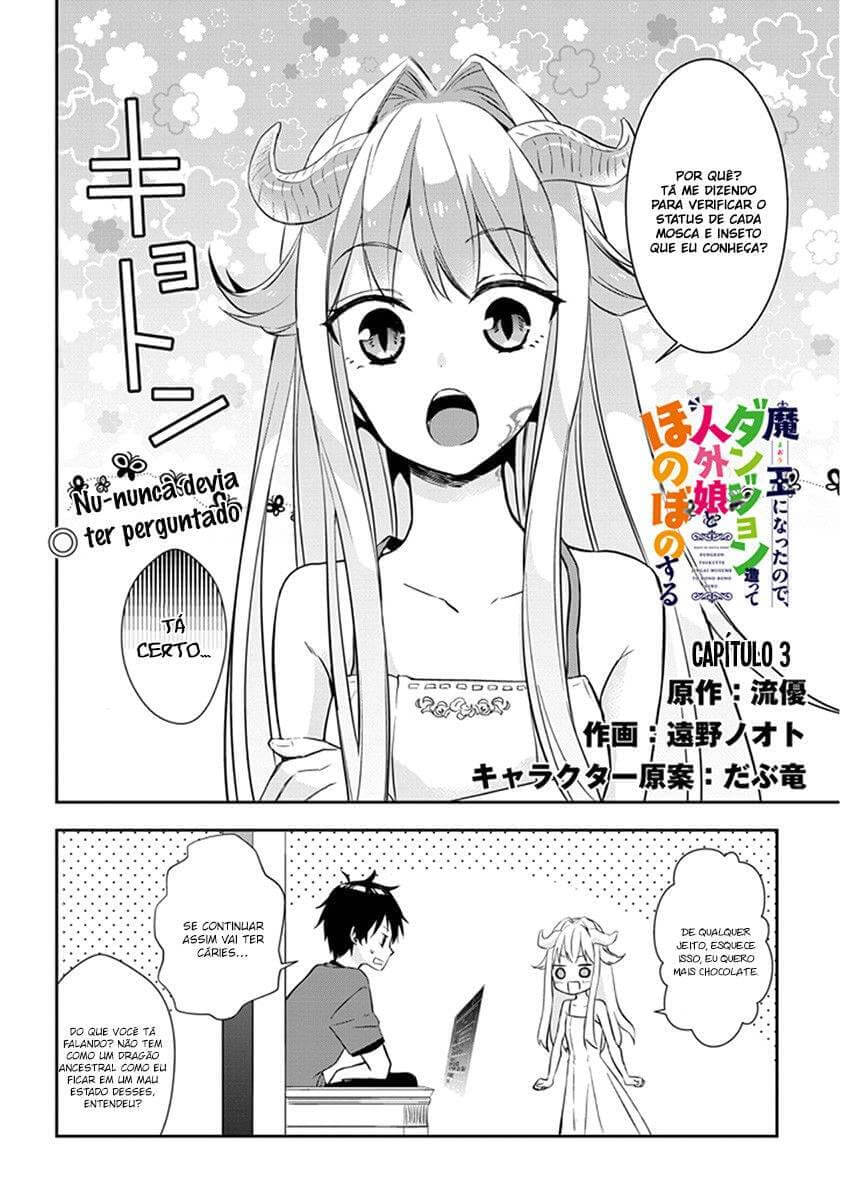 POR QUÊ?
TÁ ME DIZENDO
PARA VERIFICAR O
STATUS DE CADA
MOSCA E INSETO
QUE EU CONHEÇA?
キョトン
魔王になったので、
まおう
ダンジョン造って
人外娘と
ほのぼのする
Nu-nunca devia
ter perguntado
TÁ
CERTO...
CAPÍTULO 3
原作：流優
作画：遠野ノオト
キャラクター原案：だぶ竜
DE QUALQUER
JEITO, ESQUECE
ISSO, EU QUERO
MAIS CHOCOLATE.
SE CONTINUAR
ASSIM VAI TER
CÁRIES...
DO QUE VOCÊ TÁ
FALANDO? NÃO TEM
COMO UM DRAGÃO
ANCESTRAL COMO EU
FICAR EM UM MAU
ESTADO DESSES,
ENTENDEU?